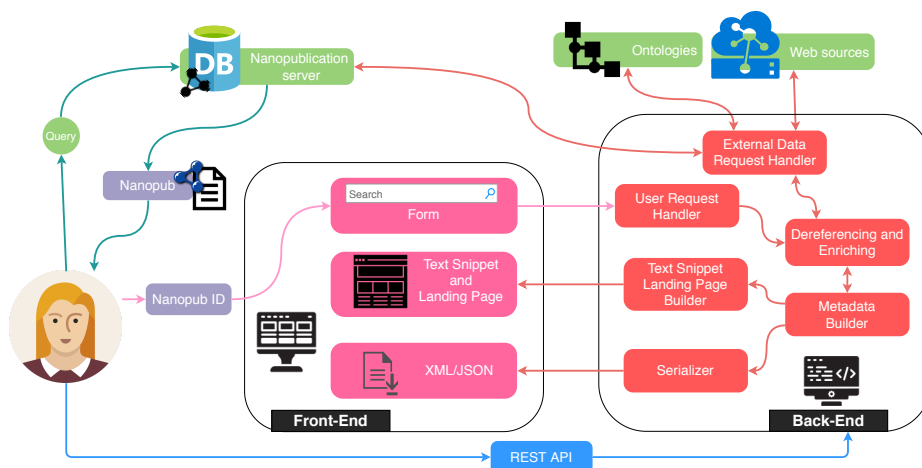 DB
Nanopublication
server
Ontologies
Web sources
Query
External Data
Request Handler
Nanopub
Search
Form
User Request
Handler
Dereferencing and
Enriching
Text Snippet
and
Landing Page
Text Snippet
Landing Page
Builder
Nanopub ID
Metadata
Builder
XML/JSON
Serializer
</>
Front-End
Back-End
REST API